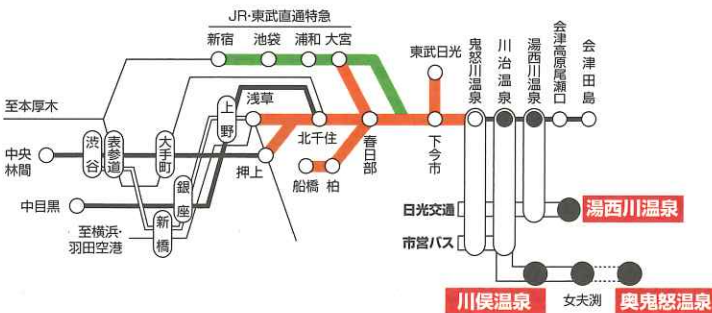 JR・東武直通特急
新宿
池袋
浦和
大宮
東武日光
鬼怒川温泉
川治温泉
湯西川温泉
会津高原尾瀬口
会津田島
至本厚木
上野
浅草
中央
林間
渋谷
表参道
大手町
北千住
春日部
下今市
押上
船橋
柏
銀座
中目黒
新橋
至横浜・
羽田空港
日光交通
湯西川温泉
市営バス
川俣温泉
女夫渕
奥鬼怒温泉